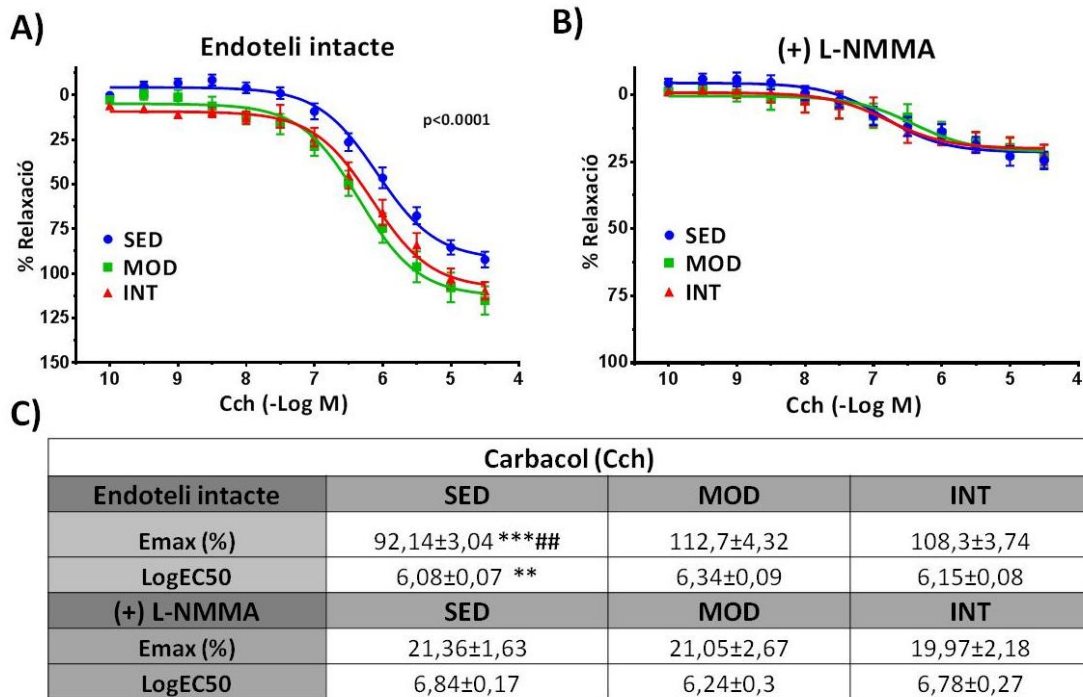 A)
Endoteli intacte
% Relaxació
0
25
50
75
100
125
150
p<0.0001
SED
MOD
INT
10 9 8 7 6 5 4
Cch (-Log M)
B)
(+) L-NMMA
% Relaxació
0
25
50
75
100
SED
MOD
INT
10 9 8 7 6 5 4
Cch (-Log M)
C)
Carbacol (Cch)
Endoteli intacte SED MOD INT
Emax (%) 92,14±3,04 ***## 112,7±4,32 108,3±3,74
LogEC50 6,08±0,07 ** 6,34±0,09 6,15±0,08
(+) L-NMMA SED MOD INT
Emax (%) 21,36±1,63 21,05±2,67 19,97±2,18
LogEC50 6,84±0,17 6,24±0,3 6,78±0,27